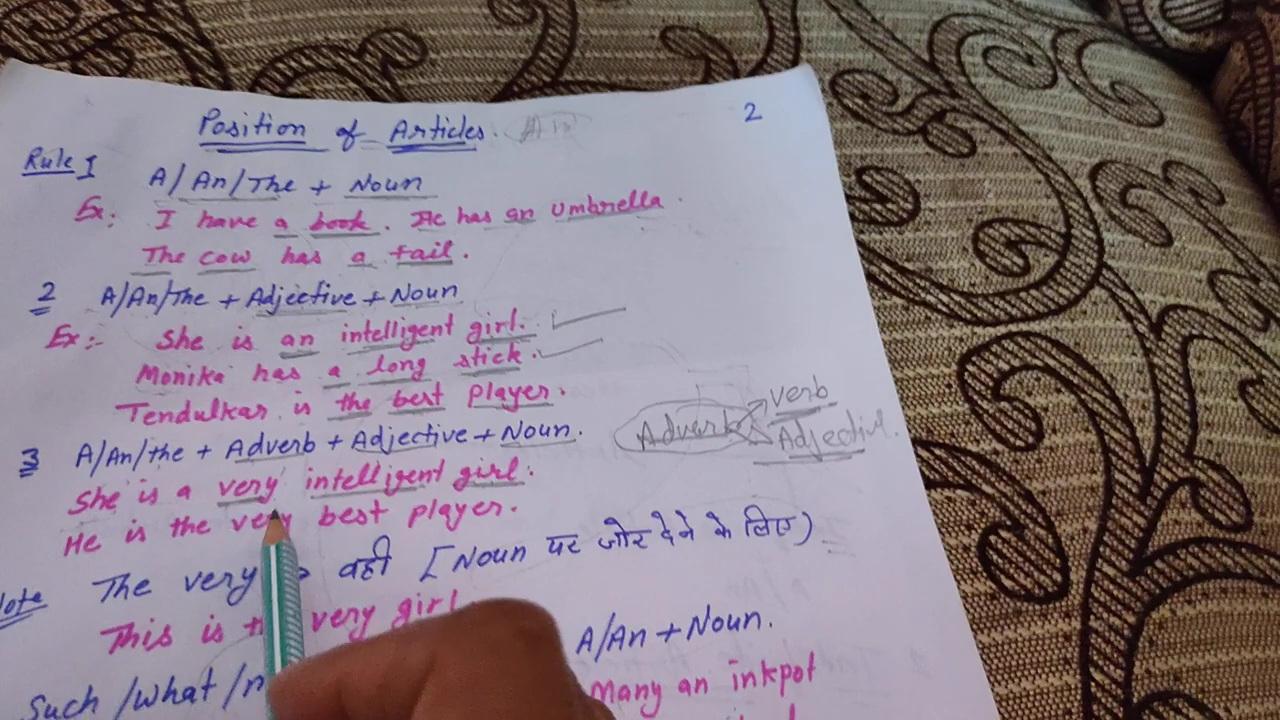 Position of Articles.
2
Rule 1
A/An/The + Noun
Ex: I have a book. He has an umbrella.
The cow has a tail.
2 A/An/The + Adjective + Noun
Ex:- She is an intelligent girl.
Monika has a long stick.
Tendulkar is the best player.
3 A/An/the + Adverb + Adjective + Noun.
Adverb verb
Adjective.
She is a very intelligent girl.
He is the very best player.
The very वही [Noun पर जोर देने के लिए)
This is very girl
Such /what / A/An + Noun.
Many an inkpot